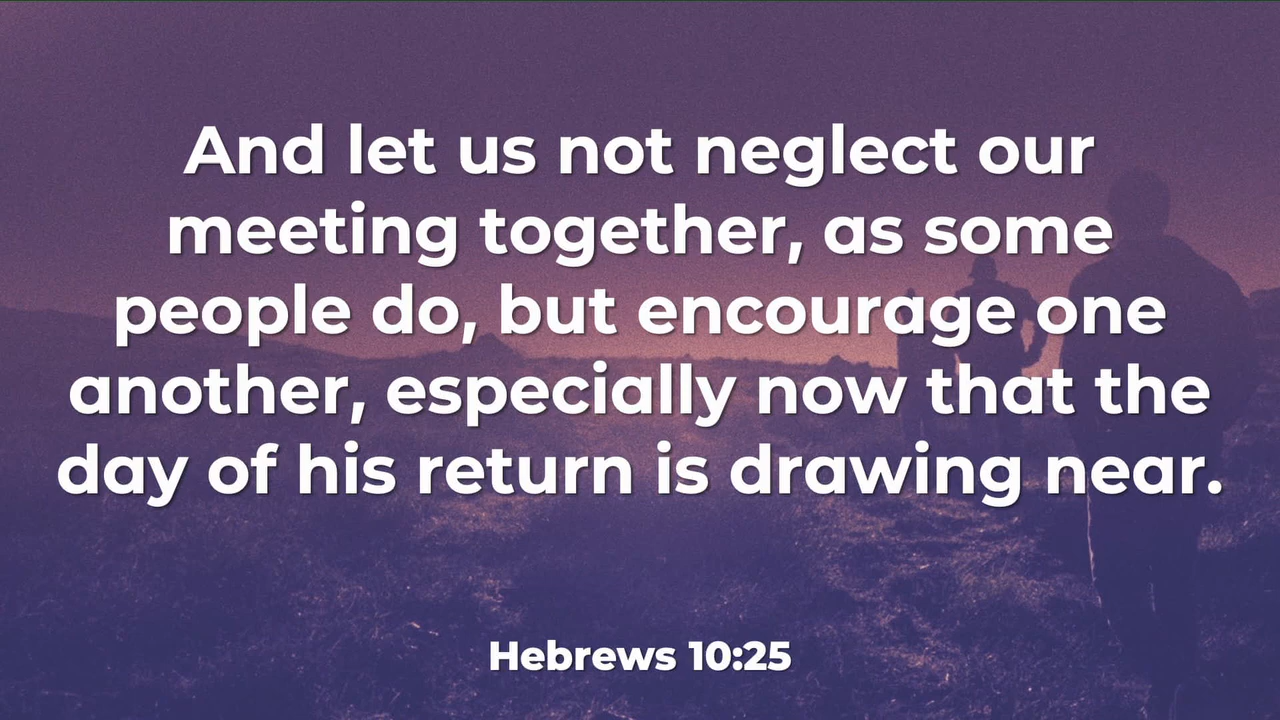 And let us not neglect our
meeting together, as some
people do, but encourage one
another, especially now that the
day of his return is drawing near.
Hebrews 10:25